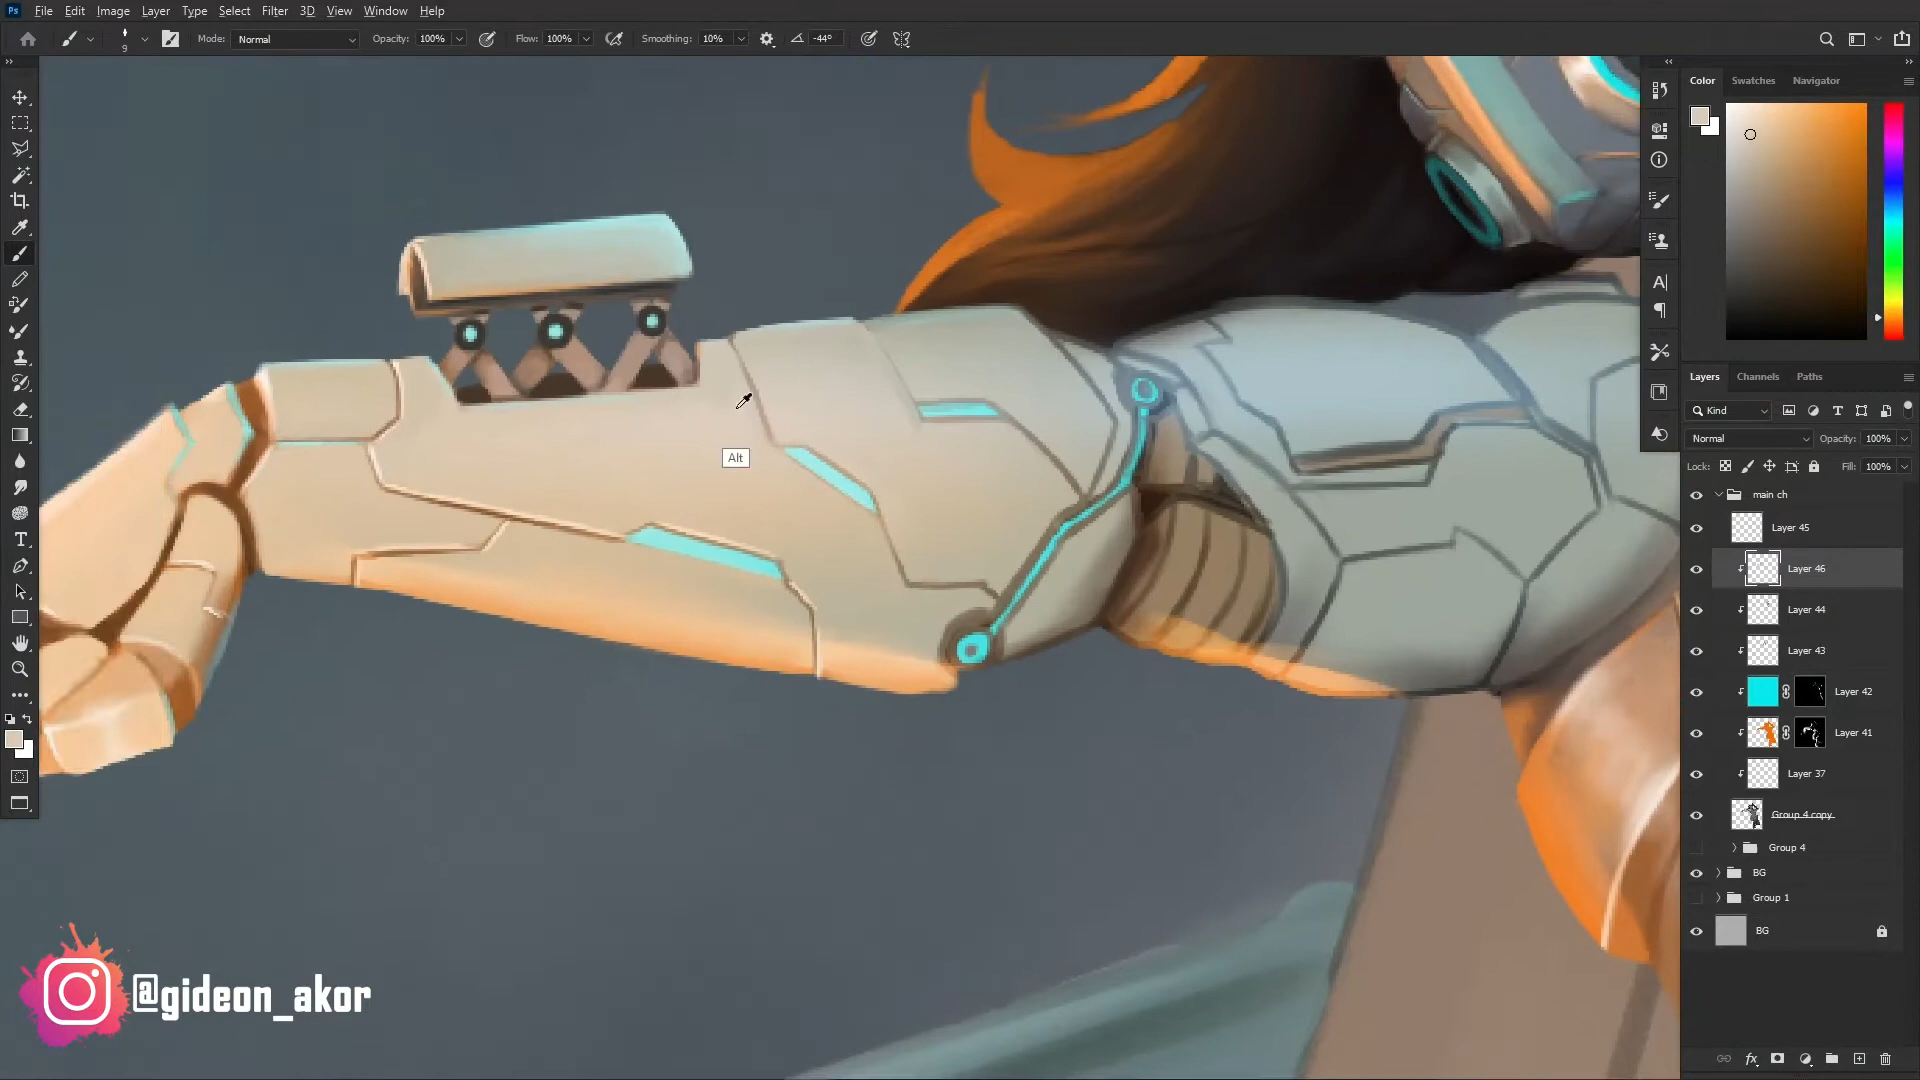 Ps File Edit Image Layer Type Select Filter 3D View Window Help
9 Mode: Normal Opacity: 100% Flow: 100% Smoothing: 10% -44°
Color Swatches Navigator
Alt
Layers Channels Paths
Kind
Normal Opacity: 100%
Lock: Fill: 100%
main ch
Layer 45
Layer 46
Layer 44
Layer 43
Layer 42
Layer 41
Layer 37
Group 4 copy
Group 4
BG
Group 1
BG
@gideon_akor
fx